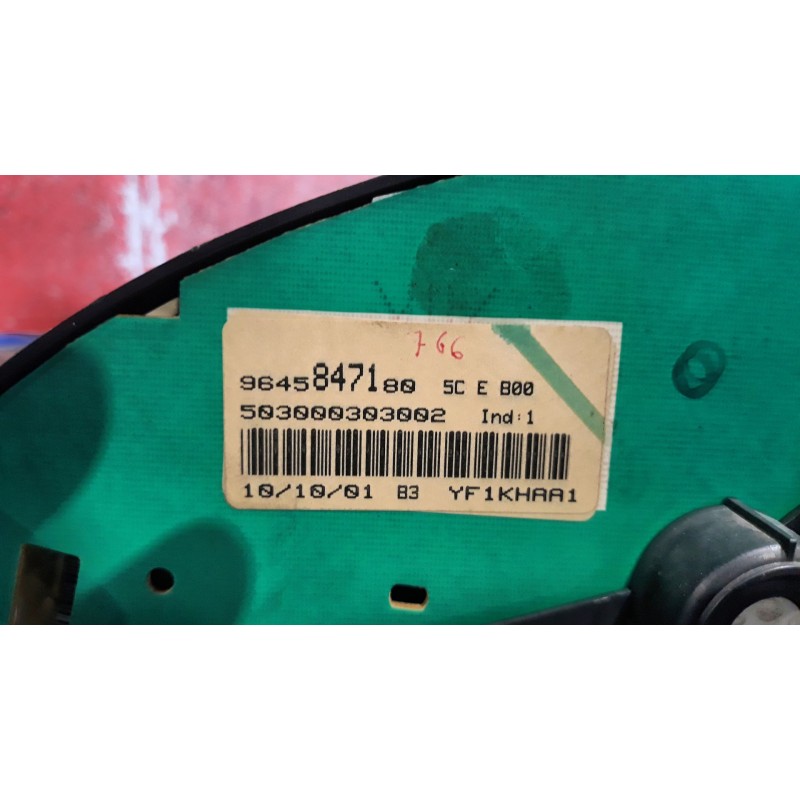 766
9645847180 5C E B00
503000303002 Ind:1
10/10/01 B3 YF1KHAA1